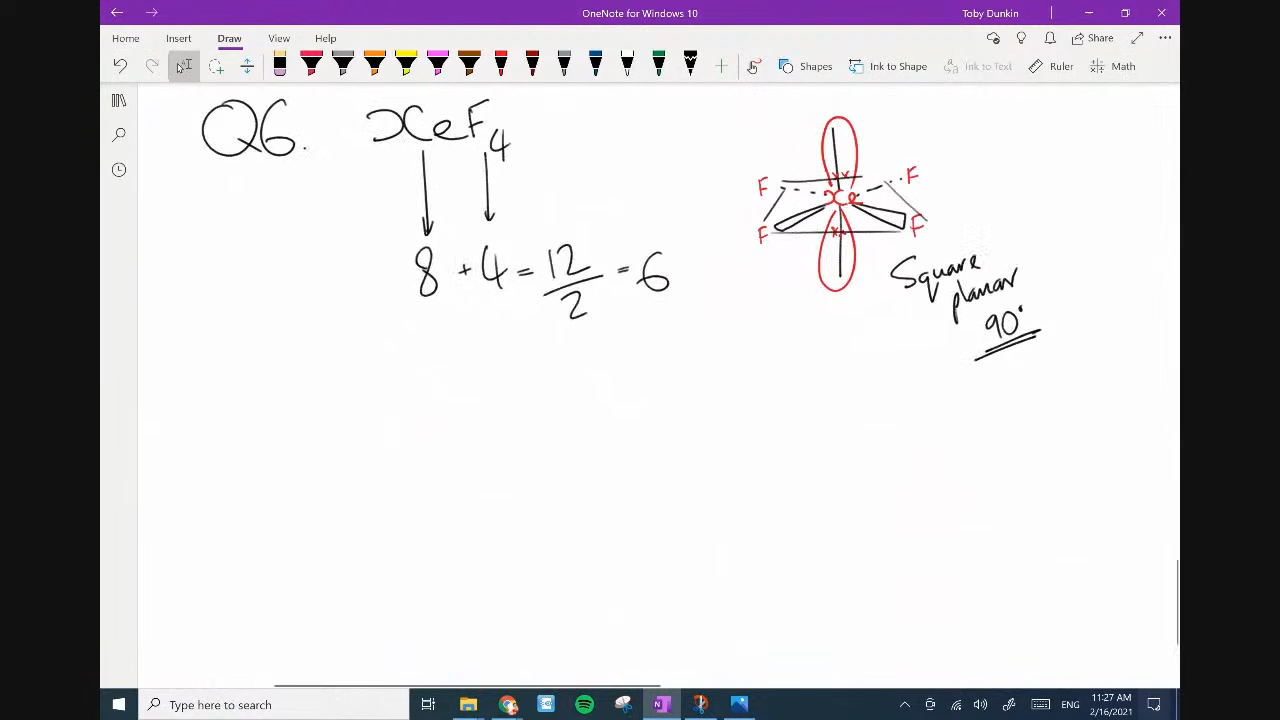 OneNote for Windows 10
Toby Dunkin
Home Insert Draw View Help
Share
Shapes Ink to Shape Ink to Text Ruler Math
Q6. XeF4
8 + 4 = 12/2 = 6
F F
Xe
F F
Square
planar
90°
Type here to search
ENG
11:27 AM
2/16/2021